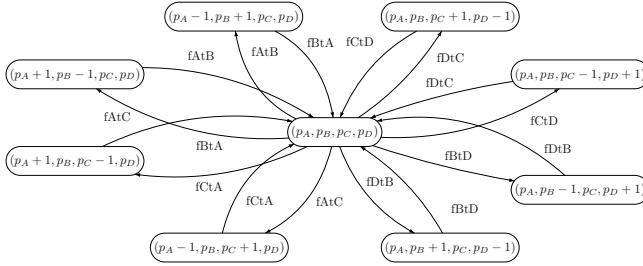 (p_A − 1, p_B + 1, p_C, p_D)
(p_A, p_B, p_C + 1, p_D − 1)
fBtA
fCtD
fAtB
fAtB
fDtC
(p_A + 1, p_B − 1, p_C, p_D)
fDtC
(p_A, p_B, p_C − 1, p_D + 1)
fAtC
fCtD
(p_A, p_B, p_C, p_D)
fBtA
fBtD
fDtB
(p_A + 1, p_B, p_C − 1, p_D)
fCtA
fCtA
fAtC
fDtB
fBtD
(p_A, p_B − 1, p_C, p_D + 1)
(p_A − 1, p_B, p_C + 1, p_D)
(p_A, p_B + 1, p_C, p_D − 1)